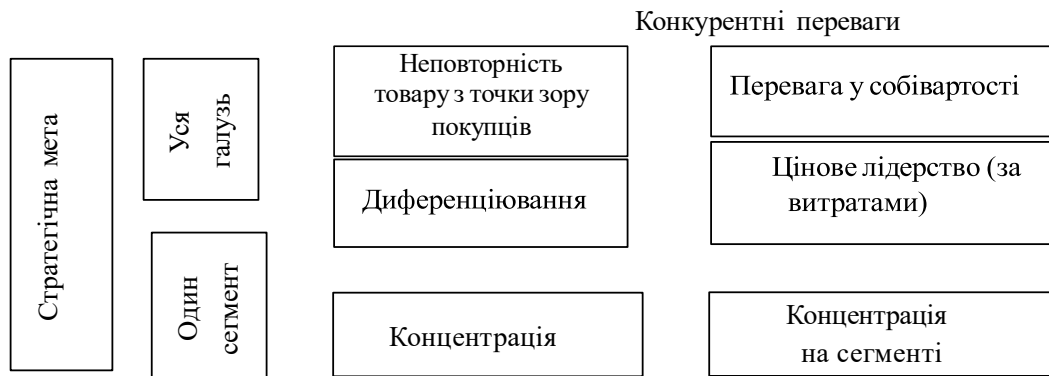 Конкурентні переваги
Стратегічна мета
Уся
галузь
Неповторність
товару з точки зору
покупців
Перевага у собівартості
Диференціювання
Цінове лідерство (за
витратами)
Один
сегмент
Концентрація
Концентрація
на сегменті